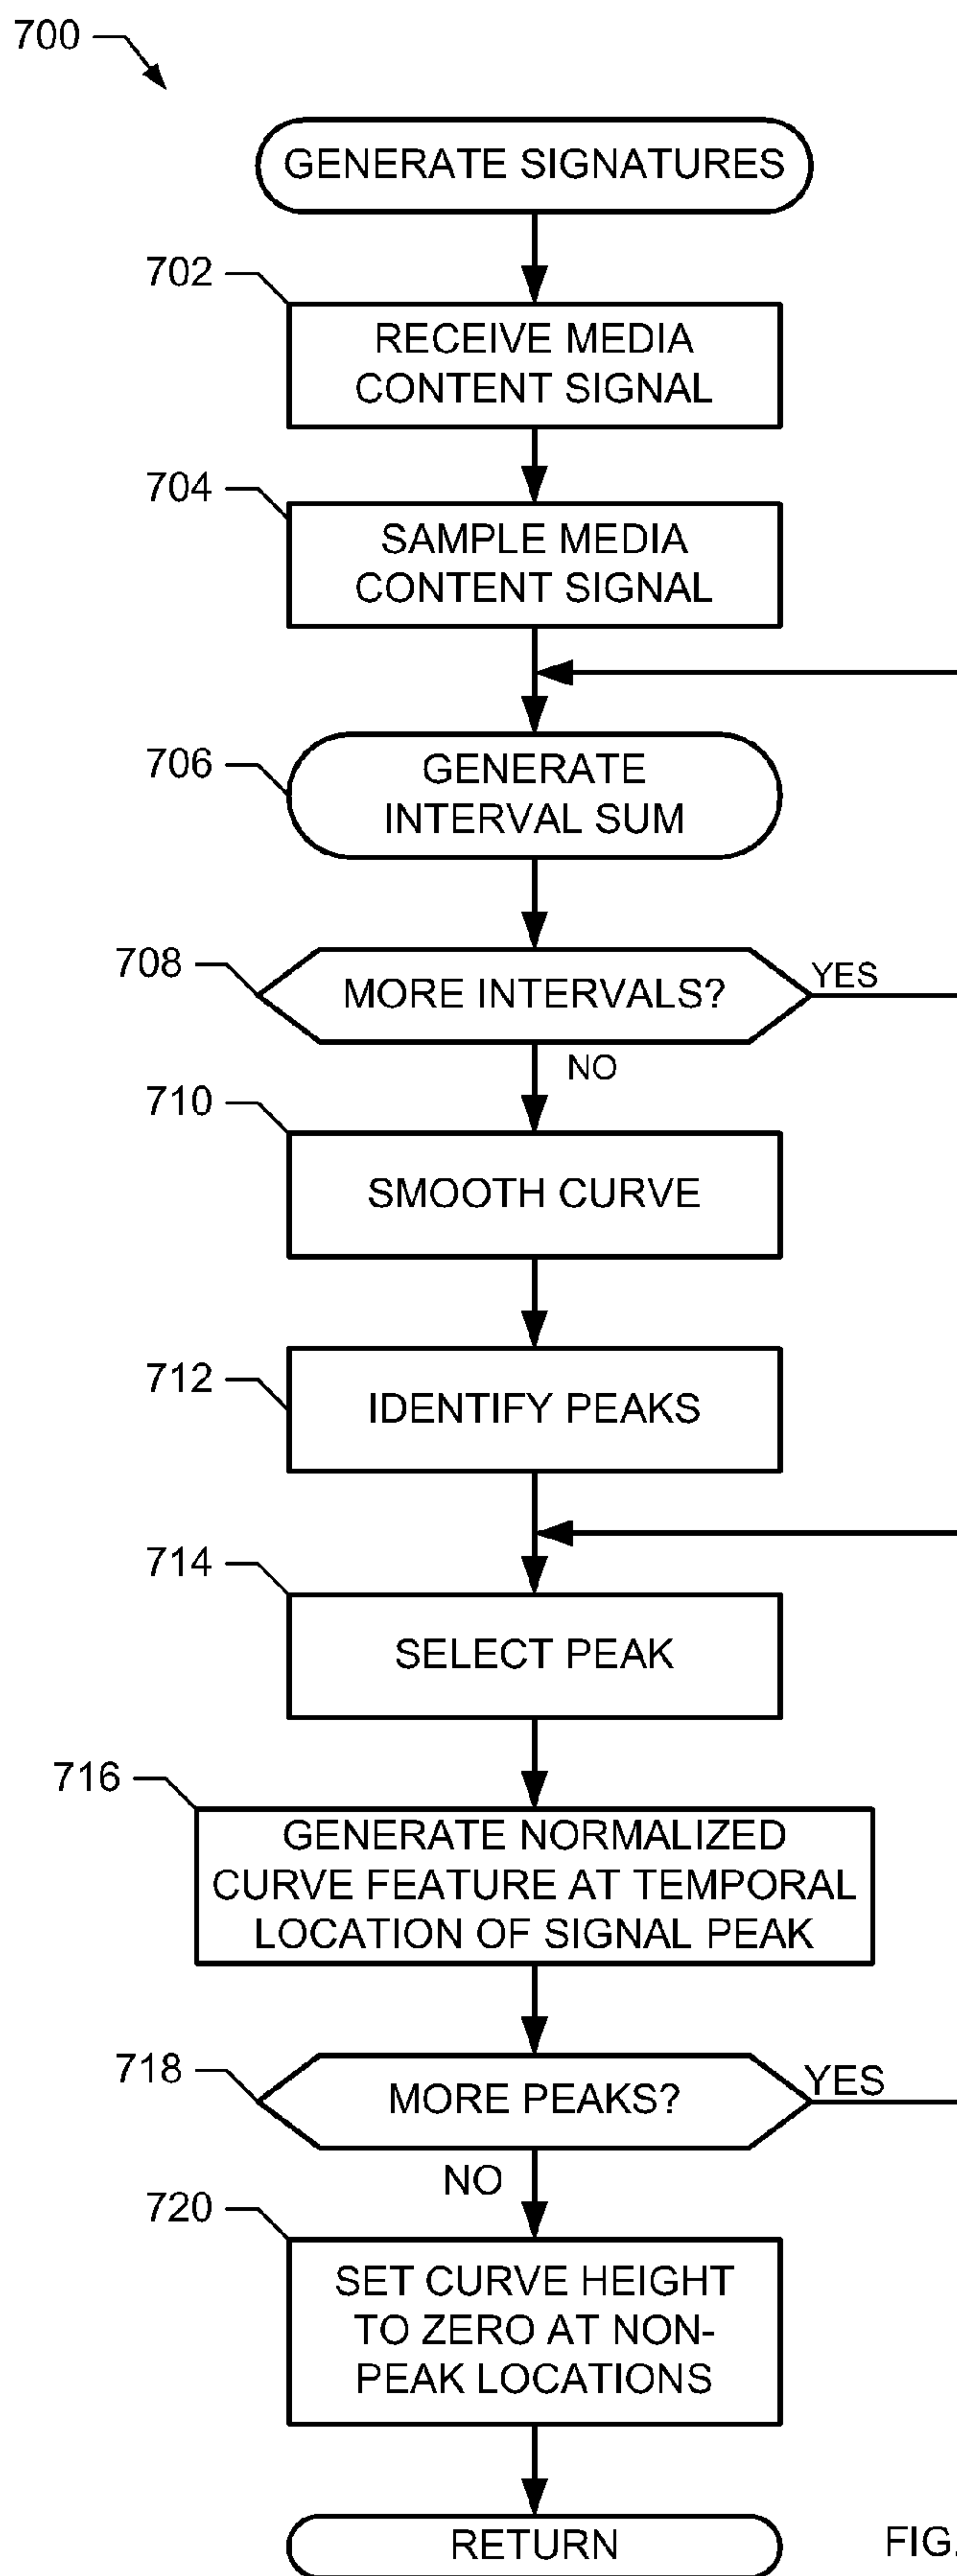 700
GENERATE SIGNATURES
702
RECEIVE MEDIA
CONTENT SIGNAL
704
SAMPLE MEDIA
CONTENT SIGNAL
706
GENERATE
INTERVAL SUM
708
MORE INTERVALS?
YES
NO
710
SMOOTH CURVE
712
IDENTIFY PEAKS
714
SELECT PEAK
716
GENERATE NORMALIZED
CURVE FEATURE AT TEMPORAL
LOCATION OF SIGNAL PEAK
718
MORE PEAKS?
YES
NO
720
SET CURVE HEIGHT
TO ZERO AT NON-
PEAK LOCATIONS
RETURN
FIG.